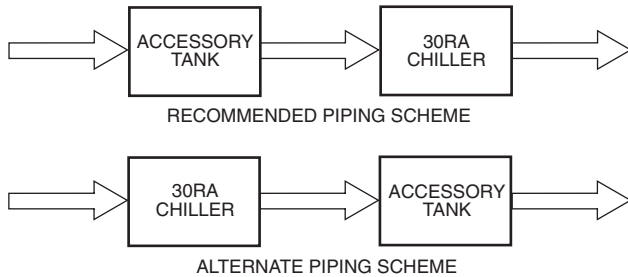 ACCESSORY
TANK
30RA
CHILLER
RECOMMENDED PIPING SCHEME
30RA
CHILLER
ACCESSORY
TANK
ALTERNATE PIPING SCHEME